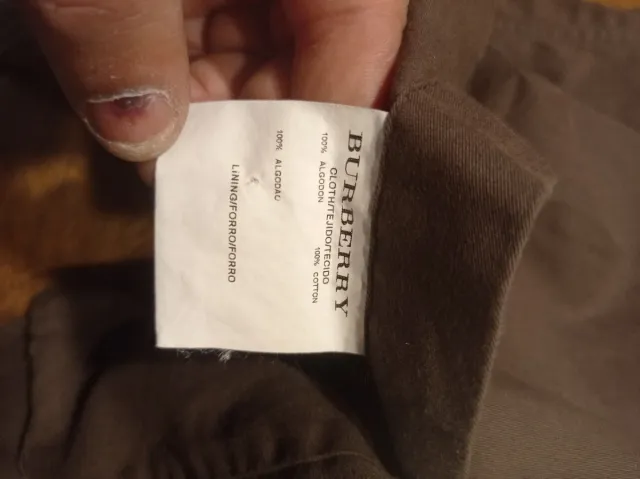 BURBERRY
CLOTH/TEJIDO/TECIDO
100% COTTON
100% ALGODON
100% ALGODAO
LINING/FORRO/FORRO